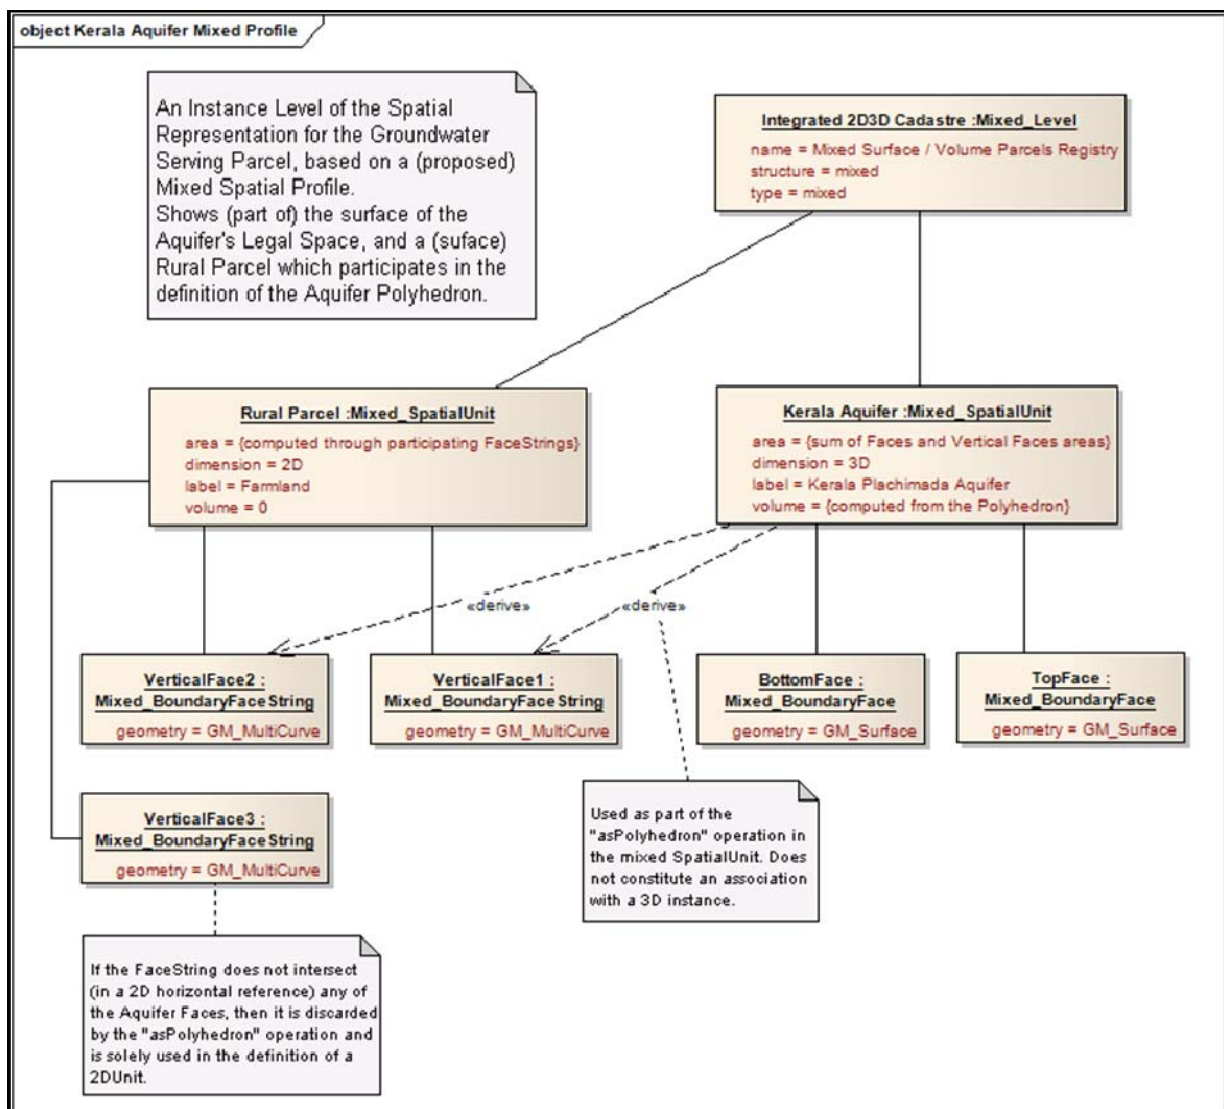 object Kerala Aquifer Mixed Profile
An Instance Level of the Spatial
Representation for the Groundwater
Serving Parcel, based on a (proposed)
Mixed Spatial Profile.
Shows (part of) the surface of the
Aquifer's Legal Space, and a (suface)
Rural Parcel which participates in the
definition of the Aquifer Polyhedron.
Integrated 2D3D Cadastre :Mixed_Level
name = Mixed Surface / Volume Parcels Registry
structure = mixed
type = mixed
Rural Parcel :Mixed_SpatialUnit
area = {computed through participating FaceStrings}
dimension = 2D
label = Farmland
volume = 0
Kerala Aquifer :Mixed_SpatialUnit
area = {sum of Faces and Vertical Faces areas}
dimension = 3D
label = Kerala Plachimada Aquifer
volume = {computed from the Polyhedron}
«derive»
«derive»
VerticalFace2 :
Mixed_BoundaryFaceString
geometry = GM_MultiCurve
VerticalFace1 :
Mixed_BoundaryFaceString
geometry = GM_MultiCurve
BottomFace :
Mixed_BoundaryFace
geometry = GM_Surface
TopFace :
Mixed_BoundaryFace
geometry = GM_Surface
VerticalFace3 :
Mixed_BoundaryFaceString
geometry = GM_MultiCurve
Used as part of the
"asPolyhedron" operation in
the mixed SpatialUnit. Does
not constitute an association
with a 3D instance.
If the FaceString does not intersect
(in a 2D horizontal reference) any of
the Aquifer Faces, then it is discarded
by the "asPolyhedron" operation and
is solely used in the definition of a
2DUnit.